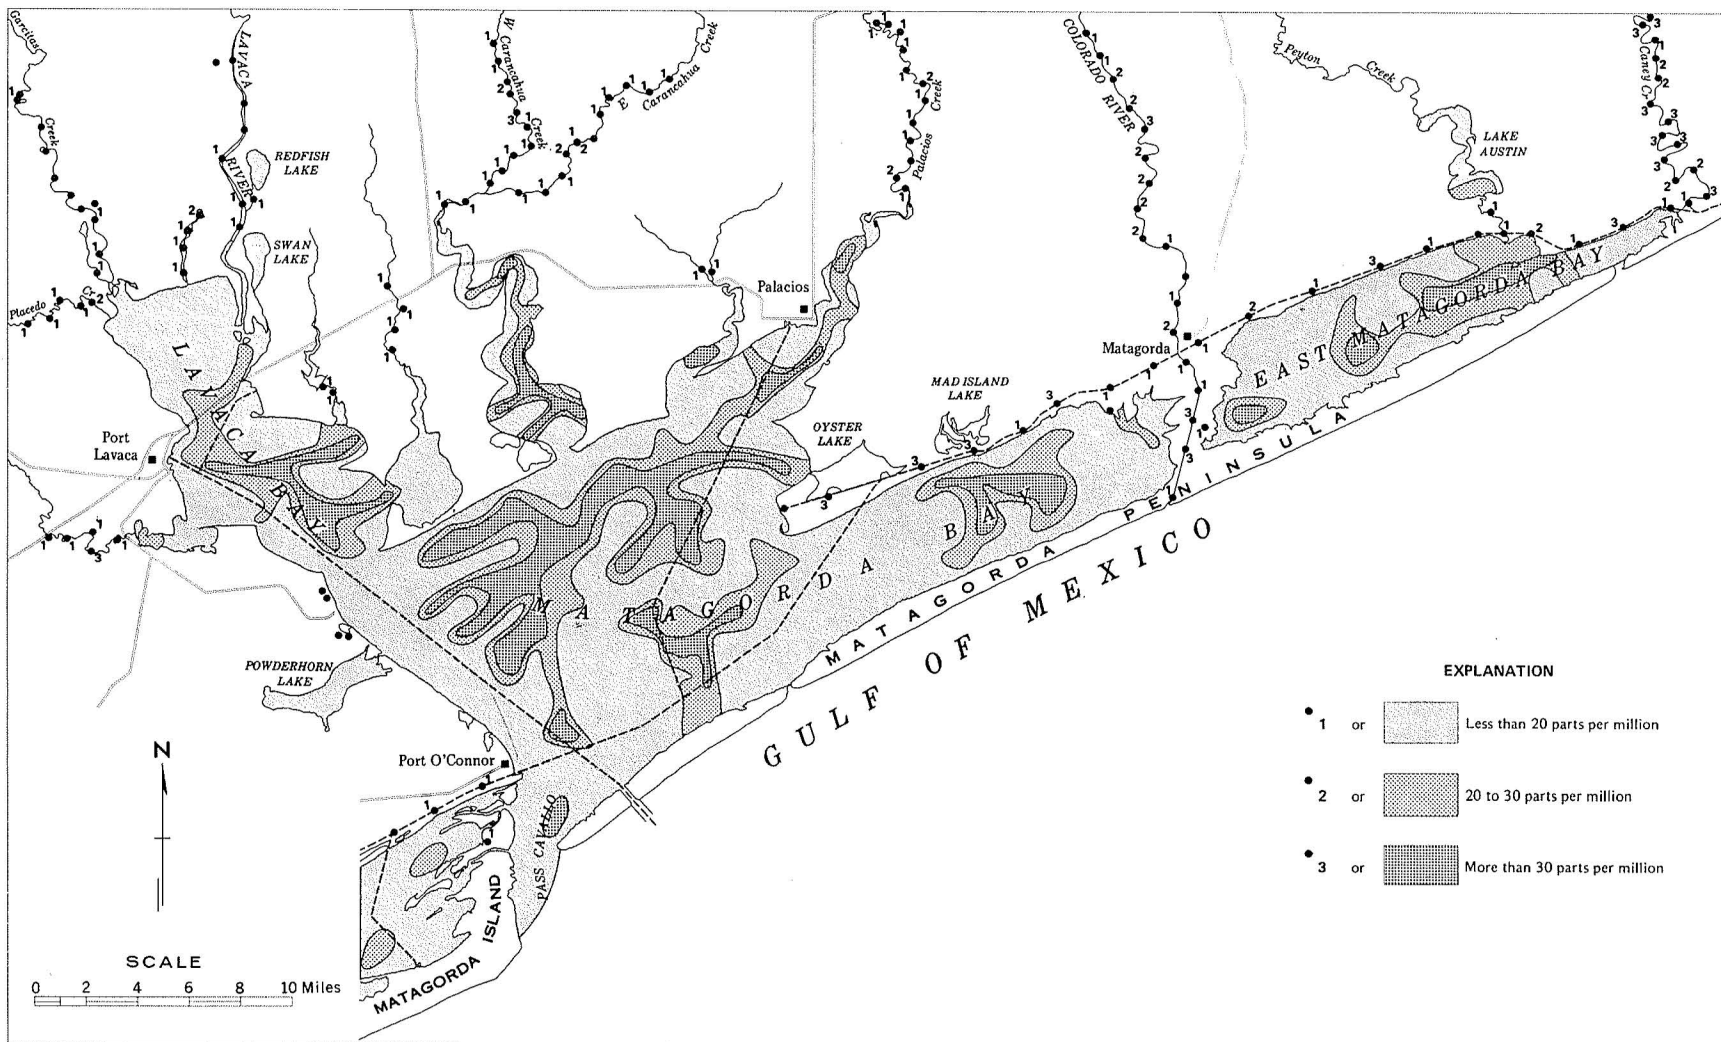 Garcitas
Creek
LAVACA
RIVER
REDFISH
LAKE
SWAN
LAKE
Placedo
Cr.
W Carancahua
Creek
E Carancahua
Creek
Palacios
Creek
COLORADO
RIVER
Peyton
Creek
LAKE
AUSTIN
Caney Cr.
Palacios
Matagorda
EAST MATAGORDA BAY
MAD ISLAND
LAKE
OYSTER
LAKE
Port
Lavaca
LAVACA
BAY
MATAGORDA BAY
MATAGORDA PENINSULA
GULF OF MEXICO
POWDERHORN
LAKE
Port O'Connor
PASS CAVALLO
MATAGORDA
ISLAND
N
SCALE
0 2 4 6 8 10 Miles
EXPLANATION
1 or Less than 20 parts per million
2 or 20 to 30 parts per million
3 or More than 30 parts per million